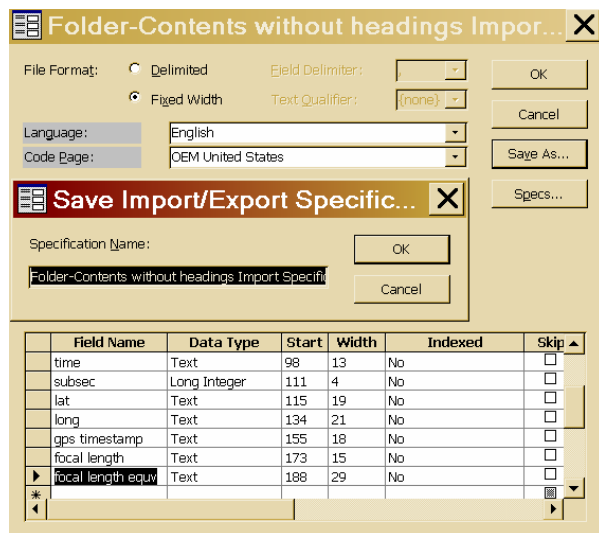 Folder-Contents without headings Impor...
File Format: Delimited Field Delimiter: , OK
Fixed Width Text Qualifier: {none} Cancel
Language: English
Code Page: OEM United States Save As...
Specs...
Save Import/Export Specific...
Specification Name: OK
Folder-Contents without headings Import Specific
Cancel
Field Name Data Type Start Width Indexed Skip
time Text 98 13 No
subsec Long Integer 111 4 No
lat Text 115 19 No
long Text 134 21 No
gps timestamp Text 155 18 No
focal length Text 173 15 No
focal length equv Text 188 29 No